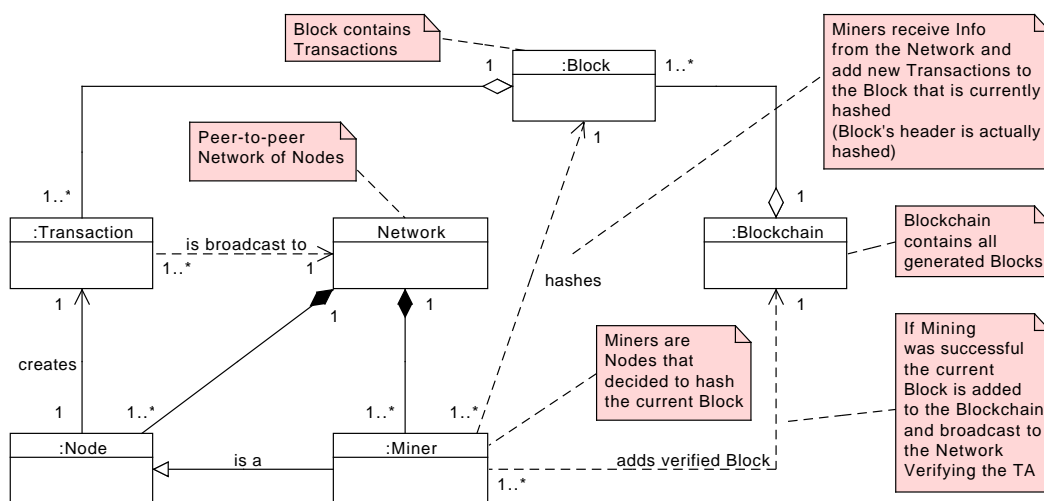 Block contains
Transactions
Miners receive Info
from the Network and
add new Transactions to
the Block that is currently
hashed
(Block's header is actually
hashed)
1
:Block
1..*
1
Peer-to-peer
Network of Nodes
1..*
1
:Transaction
is broadcast to
1..*
1
Network
:Blockchain
Blockchain
contains all
generated Blocks
hashes
1
1
1
1
creates
1
1..*
1..*
1..*
Miners are
Nodes that
decided to hash
the current Block
If Mining
was successful
the current
Block is added
to the Blockchain
and broadcast to
the Network
Verifying the TA
:Node
is a
:Miner
adds verified Block
1..*